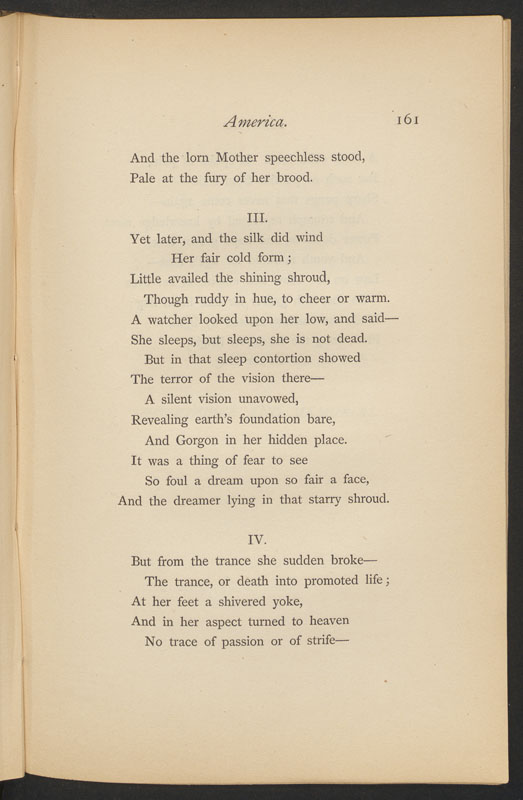 America. 161
And the lorn Mother speechless stood,
Pale at the fury of her brood.
III.
Yet later, and the silk did wind
Her fair cold form;
Little availed the shining shroud,
Though ruddy in hue, to cheer or warm.
A watcher looked upon her low, and said—
She sleeps, but sleeps, she is not dead.
But in that sleep contortion showed
The terror of the vision there—
A silent vision unavowed,
Revealing earth's foundation bare,
And Gorgon in her hidden place.
It was a thing of fear to see
So foul a dream upon so fair a face,
And the dreamer lying in that starry shroud.
IV.
But from the trance she sudden broke—
The trance, or death into promoted life;
At her feet a shivered yoke,
And in her aspect turned to heaven
No trace of passion or of strife—